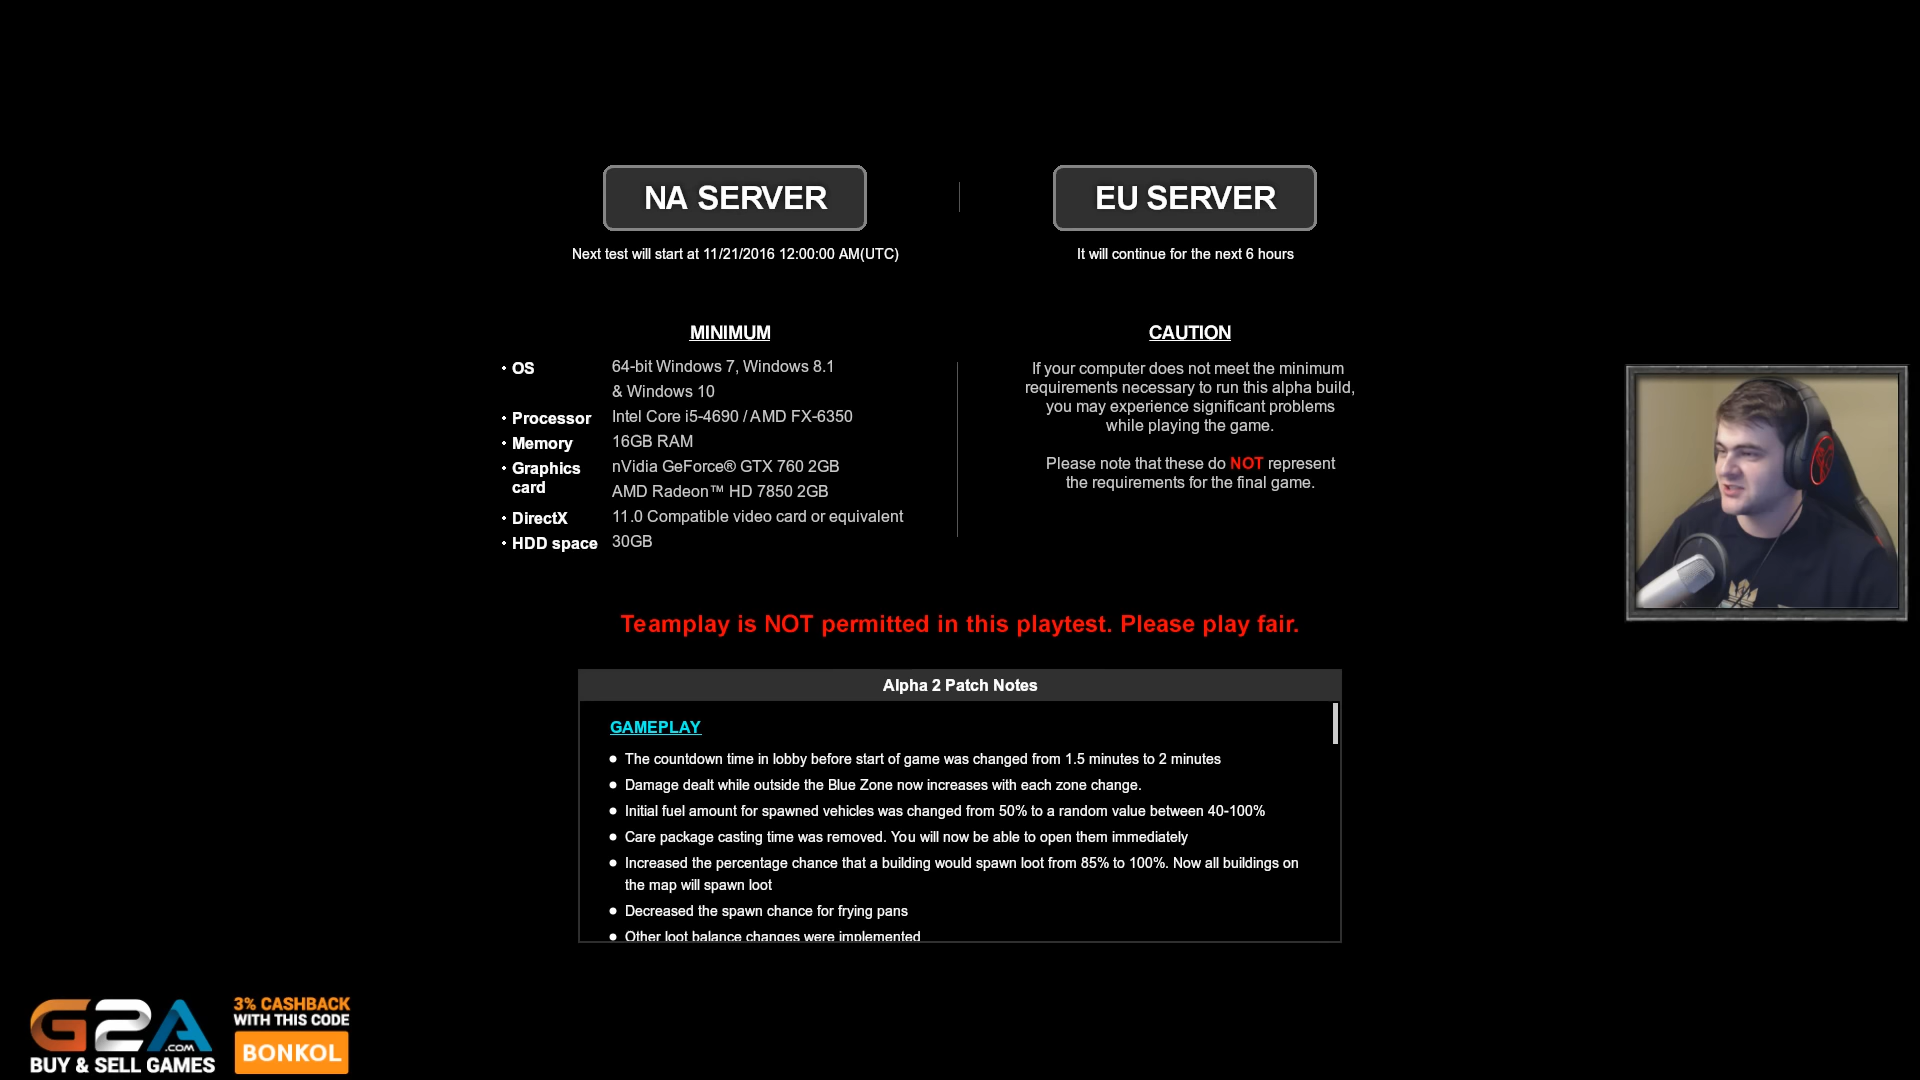 NA SERVER
EU SERVER
Next test will start at 11/21/2016 12:00:00 AM(UTC)
It will continue for the next 6 hours
MINIMUM
• OS
64-bit Windows 7, Windows 8.1
& Windows 10
• Processor
Intel Core i5-4690 / AMD FX-6350
• Memory
16GB RAM
• Graphics
card
nVidia GeForce® GTX 760 2GB
AMD Radeon™ HD 7850 2GB
• DirectX
11.0 Compatible video card or equivalent
• HDD space
30GB
CAUTION
If your computer does not meet the minimum
requirements necessary to run this alpha build,
you may experience significant problems
while playing the game.
Please note that these do NOT represent
the requirements for the final game.
Teamplay is NOT permitted in this playtest. Please play fair.
Alpha 2 Patch Notes
GAMEPLAY
• The countdown time in lobby before start of game was changed from 1.5 minutes to 2 minutes
• Damage dealt while outside the Blue Zone now increases with each zone change.
• Initial fuel amount for spawned vehicles was changed from 50% to a random value between 40-100%
• Care package casting time was removed. You will now be able to open them immediately
• Increased the percentage chance that a building would spawn loot from 85% to 100%. Now all buildings on
the map will spawn loot
• Decreased the spawn chance for frying pans
• Other loot balance changes were implemented
G2A
.COM
BUY & SELL GAMES
3% CASHBACK
WITH THIS CODE
BONKOL